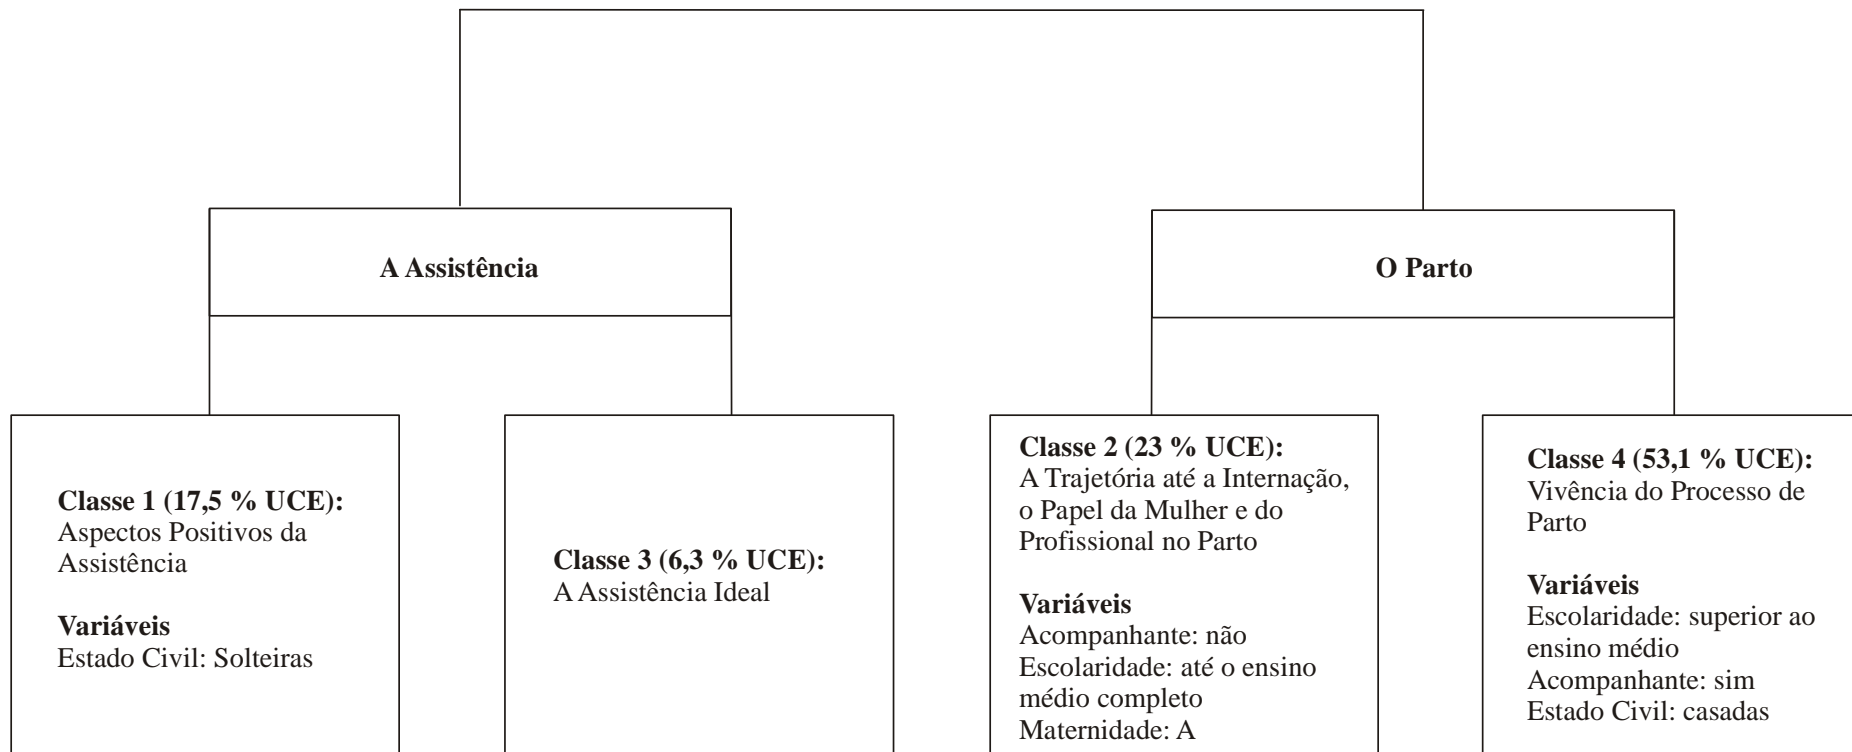 A Assistência
O Parto
Classe 1 (17,5 % UCE):
Aspectos Positivos da
Assistência
Variáveis
Estado Civil: Solteiras
Classe 3 (6,3 % UCE):
A Assistência Ideal
Classe 2 (23 % UCE):
A Trajetória até a Internação,
o Papel da Mulher e do
Profissional no Parto
Variáveis
Acompanhante: não
Escolaridade: até o ensino
médio completo
Maternidade: A
Classe 4 (53,1 % UCE):
Vivência do Processo de
Parto
Variáveis
Escolaridade: superior ao
ensino médio
Acompanhante: sim
Estado Civil: casadas